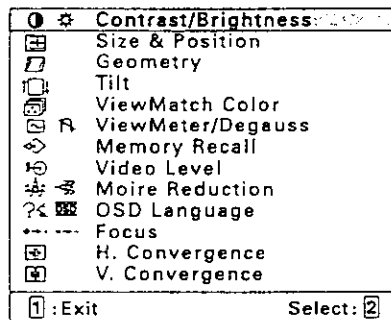 Contrast/Brightness
Size & Position
Geometry
Tilt
ViewMatch Color
ViewMeter/Degauss
Memory Recall
Video Level
Moire Reduction
OSD Language
Focus
H. Convergence
V. Convergence
1 :Exit Select: 2